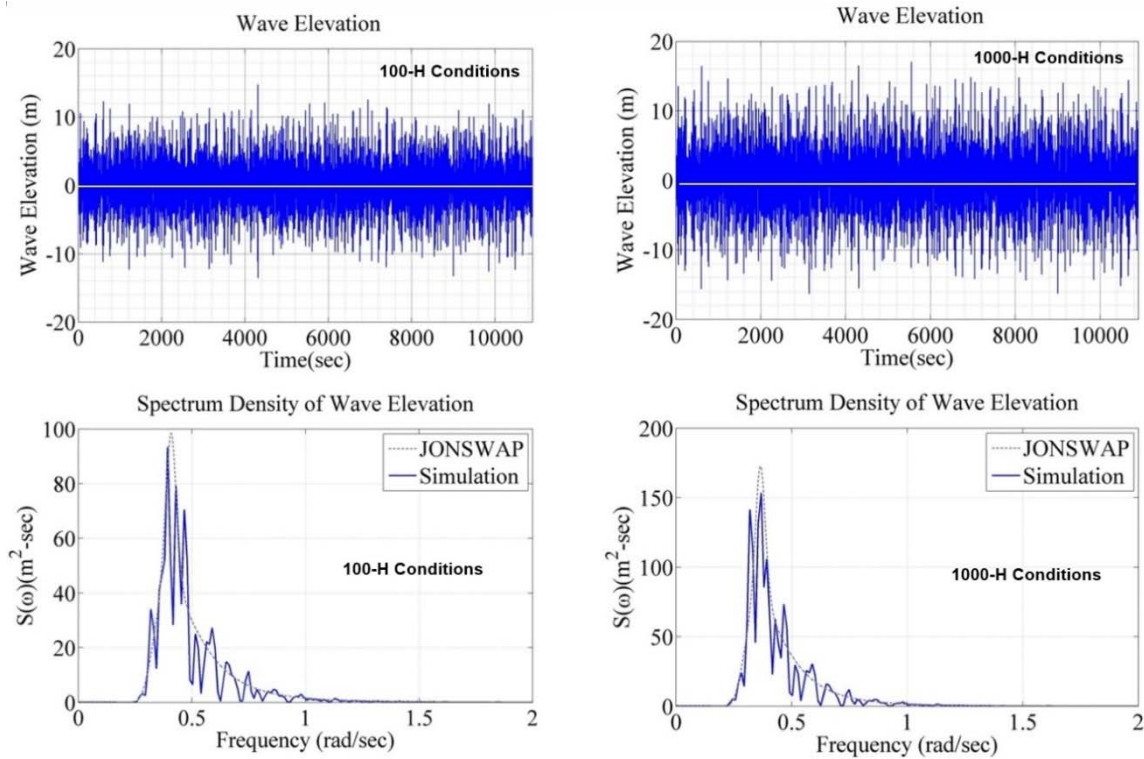 Wave Elevation
20
10
0
-10
-20
Wave Elevation (m)
100-H Conditions
0 2000 4000 6000 8000 10000
Time(sec)
Wave Elevation
20
10
0
-10
-20
Wave Elevation (m)
1000-H Conditions
0 2000 4000 6000 8000 10000
Time(sec)
Spectrum Density of Wave Elevation
100
80
60
40
20
0
S(ω)(m²-sec)
JONSWAP
Simulation
100-H Conditions
0 0.5 1 1.5 2
Frequency (rad/sec)
Spectrum Density of Wave Elevation
200
150
100
50
0
S(ω)(m²-sec)
JONSWAP
Simulation
1000-H Conditions
0 0.5 1 1.5 2
Frequency (rad/sec)